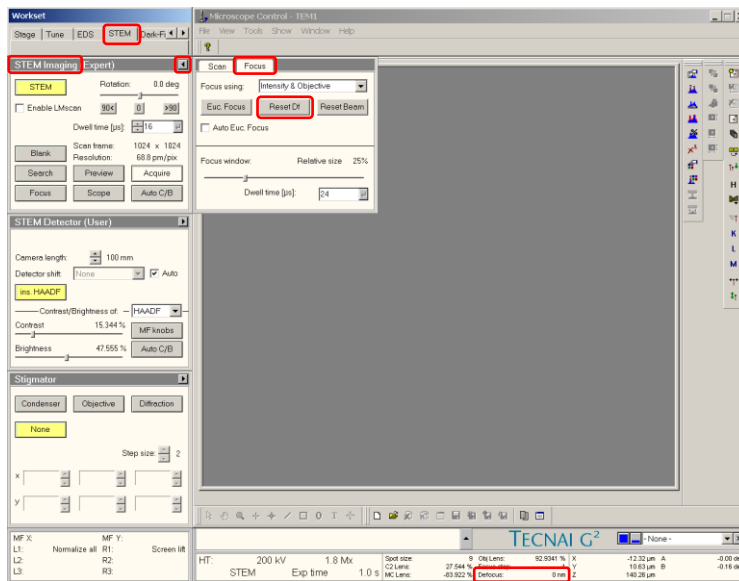 Workset
Stage Tune EDS STEM Dark-Fi
STEM Imaging (Expert)
STEM Rotation: 0.0 deg
Enable LMscan 90< 0 >90
Dwell time [µs]: 16
Blank Scan frame: 1024 x 1024
Resolution: 68.8 pm/pix
Search Preview Acquire
Focus Scope Auto C/B
STEM Detector (User)
Camera length: 100 mm
Detector shift None Auto
ins. HAADF
Contrast/Brightness of: HAADF
Contrast 15.344 % MF knobs
Brightness 47.555 % Auto C/B
Stigmator
Condenser Objective Diffraction
None
Step size: 2
x
y
MF X: MF Y:
L1: Normalize all R1: Screen lift
L2: R2:
L3: R3:
Microscope Control - TEM1
File View Tools Show Window Help
Scan Focus
Focus using: Intensity & Objective
Euc. Focus Reset Df Reset Beam
Auto Euc. Focus
Focus window: Relative size 25%
Dwell time [µs]: 24
H
K
L
M
TECNAI G²
- None -
HT: 200 kV 1.8 Mx
STEM Exp time 1.0 s
Spot size: 9 Obj Lens: 92.9341 % X -12.32 µm A
C2 Lens: 27.544 % Y 10.63 µm B
MC Lens: -83.922 % Defocus: 0 nm Z 140.26 µm